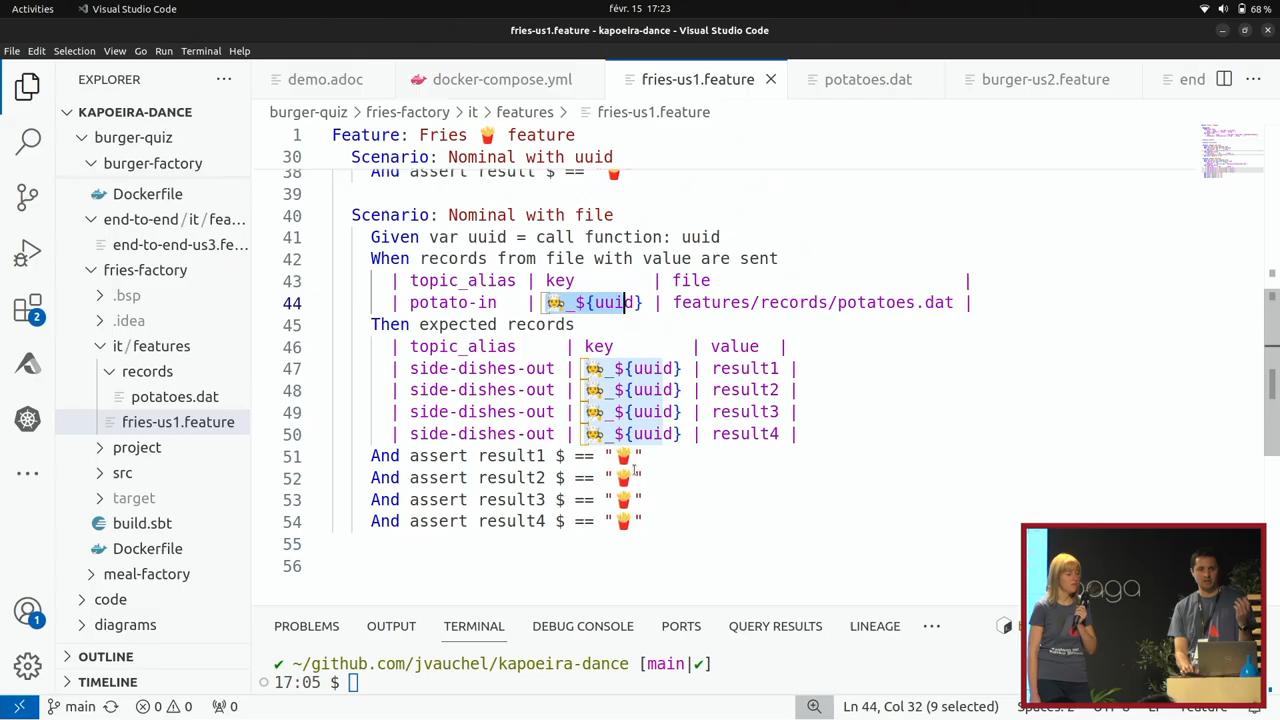 Activities
Visual Studio Code
févr. 15 17:23
68 %
fries-us1.feature - kapoeira-dance - Visual Studio Code
File Edit Selection View Go Run Terminal Help
EXPLORER
demo.adoc
docker-compose.yml
fries-us1.feature
potatoes.dat
burger-us2.feature
end
KAPOEIRA-DANCE
burger-quiz
burger-factory
Dockerfile
end-to-end/it/fea...
end-to-end-us3.fe...
fries-factory
.bsp
.idea
it/features
records
potatoes.dat
fries-us1.feature
project
src
target
build.sbt
Dockerfile
meal-factory
code
diagrams
OUTLINE
TIMELINE
2
1
burger-quiz > fries-factory > it > features > fries-us1.feature
1 Feature: Fries 🍟 feature
30 Scenario: Nominal with uuid
38 And assert result $ == "🍟"
39
40 Scenario: Nominal with file
41 Given var uuid = call function: uuid
42 When records from file with value are sent
43 | topic_alias | key | file |
44 | potato-in | 🧑‍🍳_${uuid} | features/records/potatoes.dat |
45 Then expected records
46 | topic_alias | key | value |
47 | side-dishes-out | 🧑‍🍳_${uuid} | result1 |
48 | side-dishes-out | 🧑‍🍳_${uuid} | result2 |
49 | side-dishes-out | 🧑‍🍳_${uuid} | result3 |
50 | side-dishes-out | 🧑‍🍳_${uuid} | result4 |
51 And assert result1 $ == "🍟"
52 And assert result2 $ == "🍟"
53 And assert result3 $ == "🍟"
54 And assert result4 $ == "🍟"
55
56
PROBLEMS OUTPUT TERMINAL DEBUG CONSOLE PORTS QUERY RESULTS LINEAGE
✔ ~/github.com/jvauchel/kapoeira-dance [main|✔]
17:05 $
main 0 0 0
Ln 44, Col 32 (9 selected)